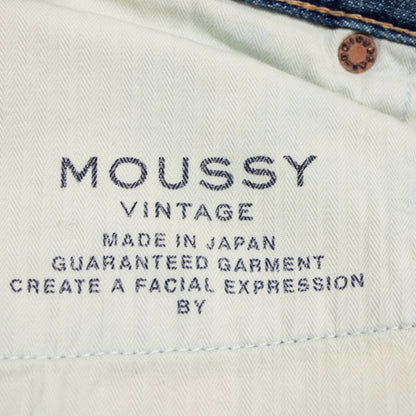 MOUSSY
VINTAGE
MADE IN JAPAN
GUARANTEED GARMENT
CREATE A FACIAL EXPRESSION
BY